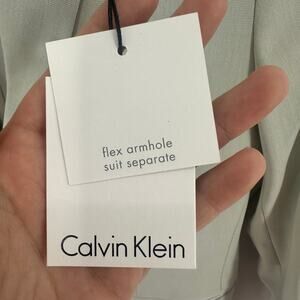 flex armhole
suit separate
Calvin Klein